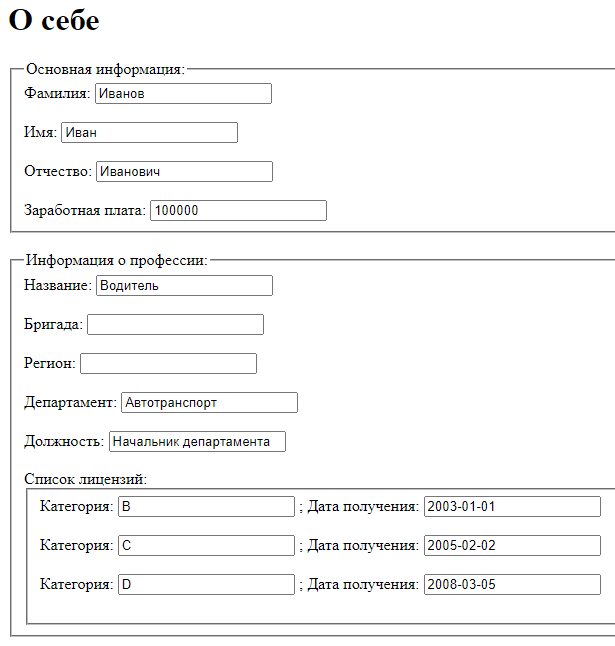 О себе
Основная информация:
Фамилия: Иванов
Имя: Иван
Отчество: Иванович
Заработная плата: 100000
Информация о профессии:
Название: Водитель
Бригада:
Регион:
Департамент: Автотранспорт
Должность: Начальник департамента
Список лицензий:
Категория: B ; Дата получения: 2003-01-01
Категория: C ; Дата получения: 2005-02-02
Категория: D ; Дата получения: 2008-03-05